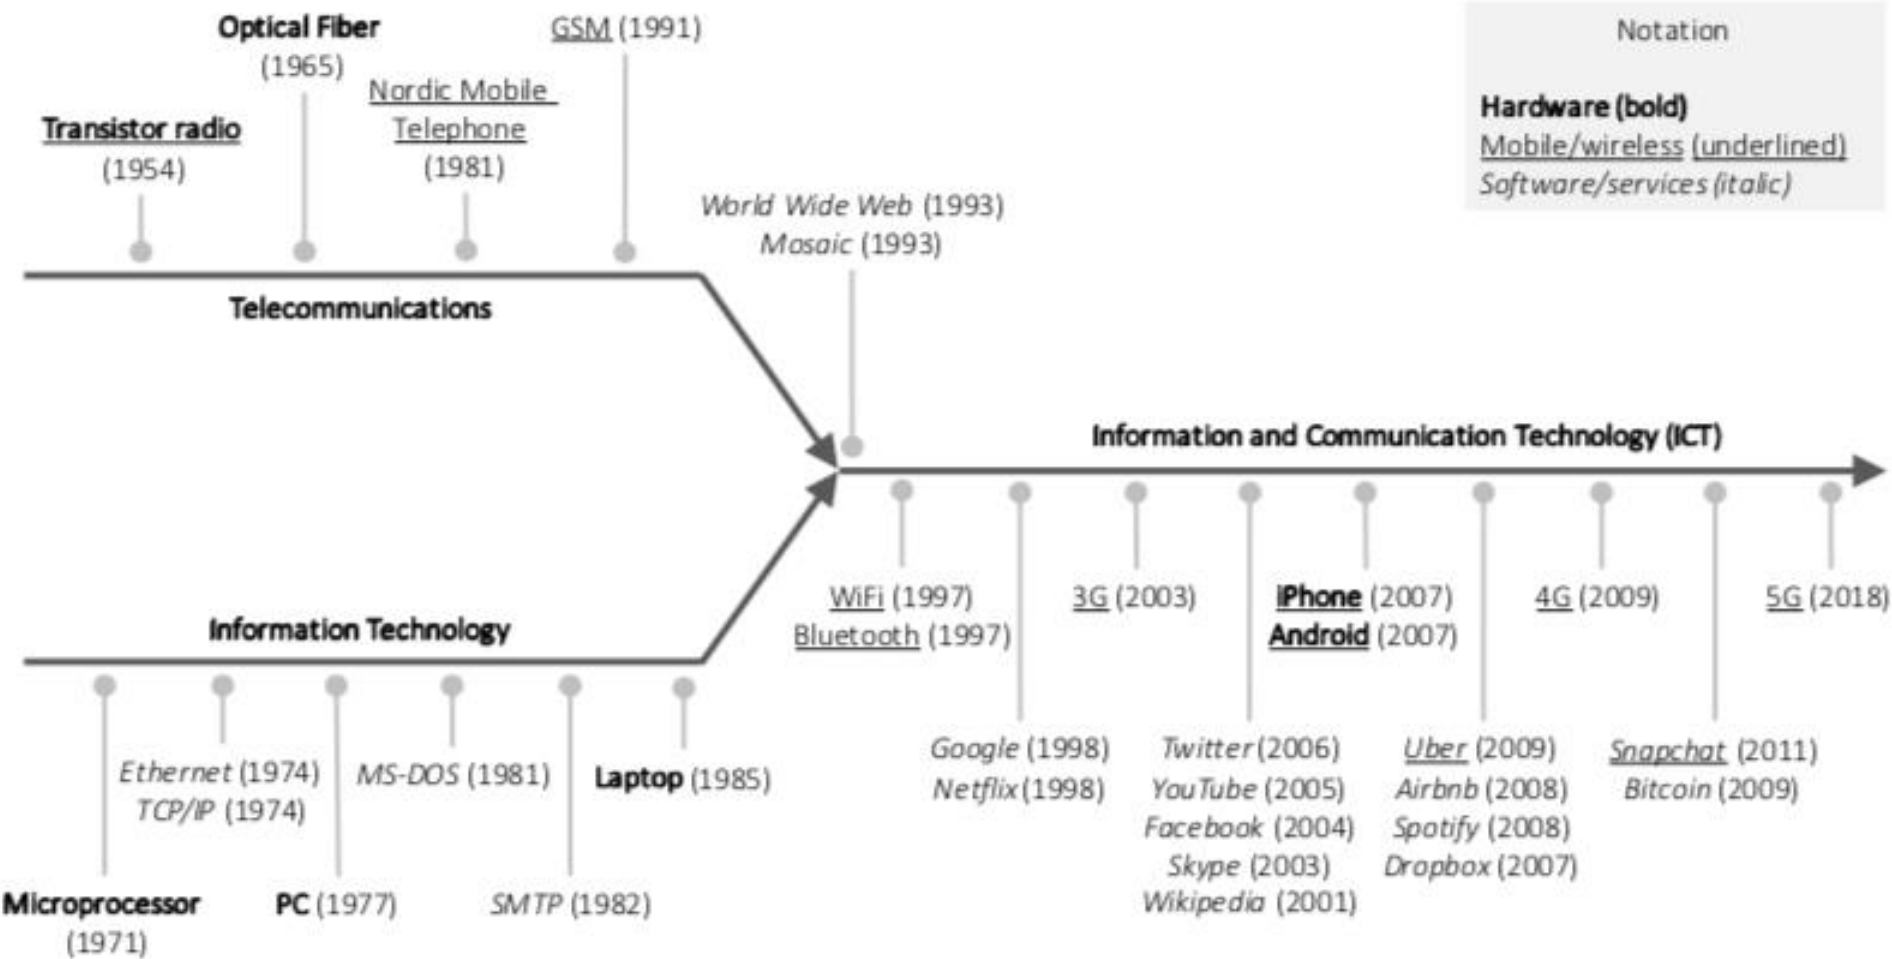 Optical Fiber
(1965)
GSM (1991)
Notation
Hardware (bold)
Mobile/wireless (underlined)
Software/services (italic)
Nordic Mobile
Telephone
(1981)
Transistor radio
(1954)
World Wide Web (1993)
Mosaic (1993)
Telecommunications
Information and Communication Technology (ICT)
Information Technology
WiFi (1997)
Bluetooth (1997)
3G (2003)
iPhone (2007)
Android (2007)
4G (2009)
5G (2018)
Ethernet (1974)
TCP/IP (1974)
MS-DOS (1981)
Laptop (1985)
Google (1998)
Netflix (1998)
Twitter (2006)
YouTube (2005)
Facebook (2004)
Skype (2003)
Wikipedia (2001)
Uber (2009)
Airbnb (2008)
Spotify (2008)
Dropbox (2007)
Snapchat (2011)
Bitcoin (2009)
Microprocessor
(1971)
PC (1977)
SMTP (1982)